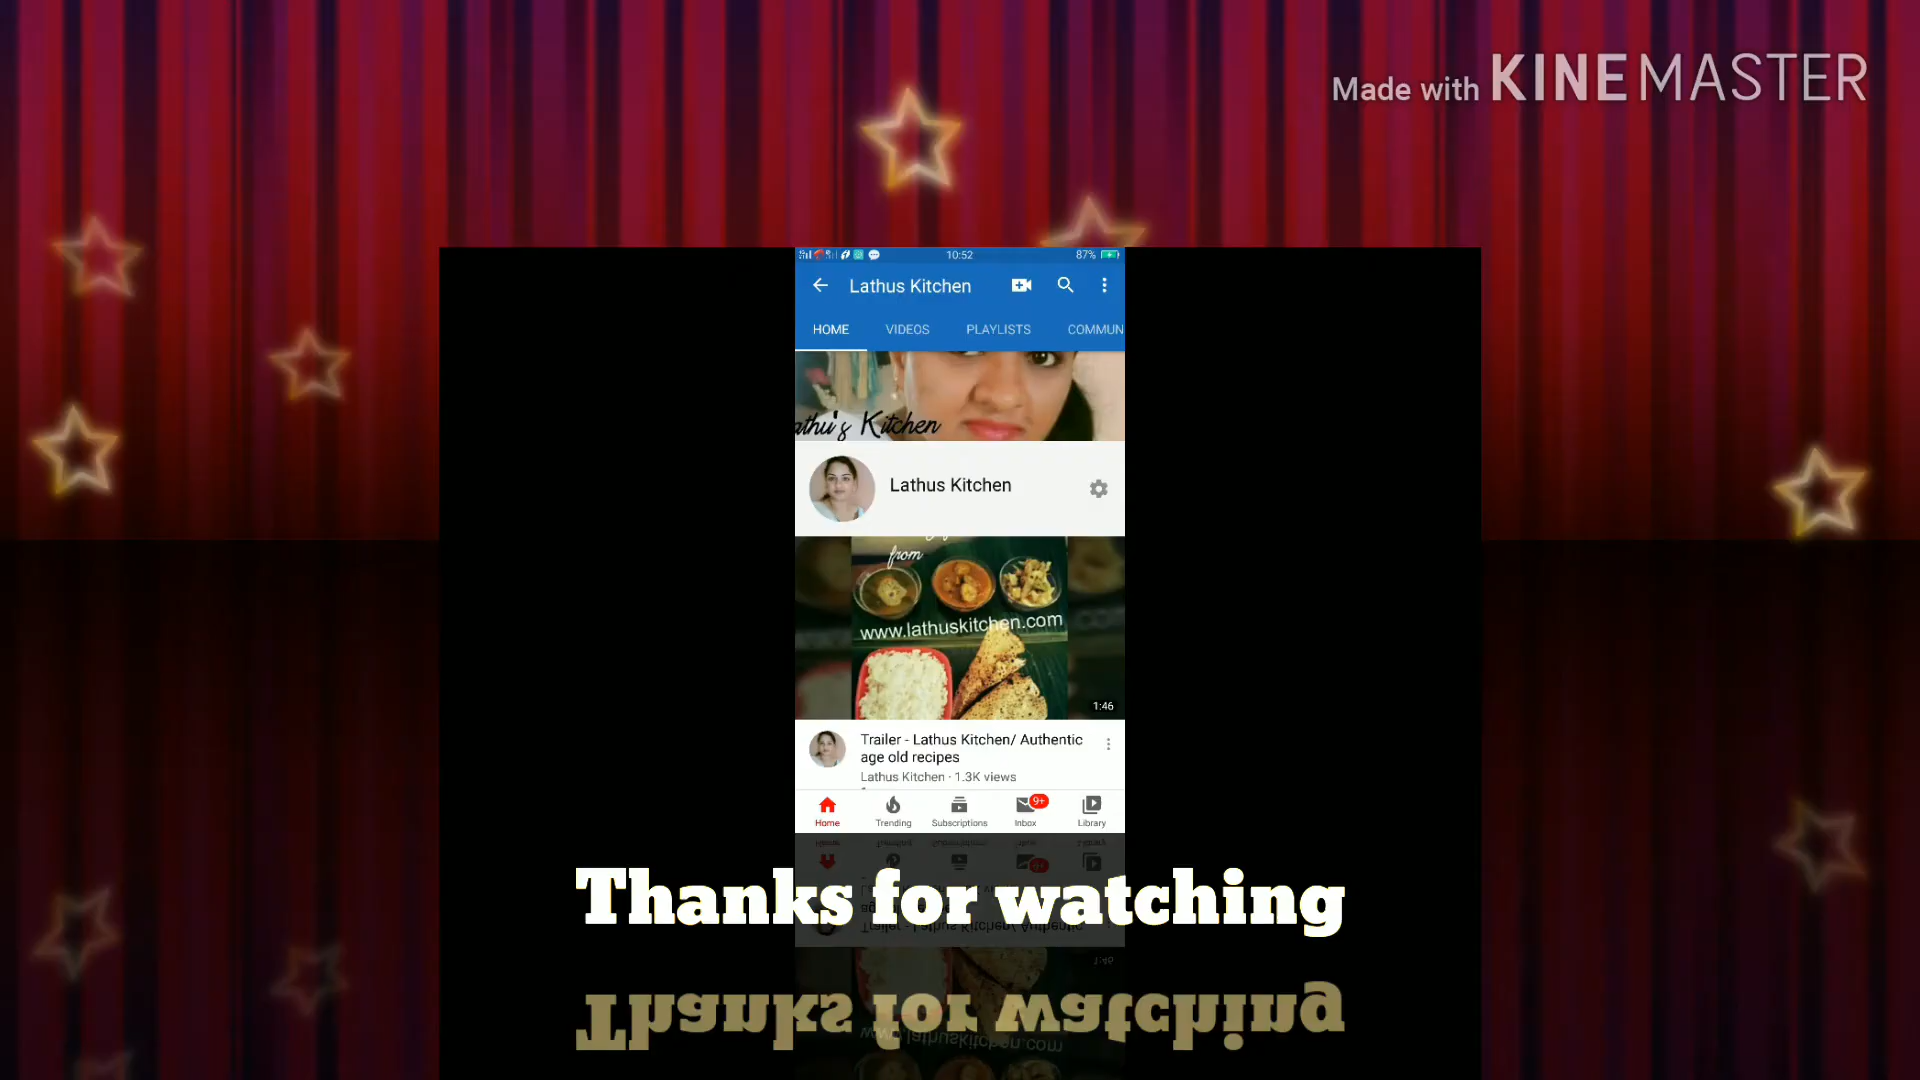 Made with KINEMASTER
10:52
87%
Lathus Kitchen
HOME VIDEOS PLAYLISTS COMMUN
athu's Kitchen
Lathus Kitchen
from
www.lathuskitchen.com
1:46
Trailer - Lathus Kitchen/ Authentic
age old recipes
Lathus Kitchen · 1.3K views
9+
Home Trending Subscriptions Inbox Library
Thanks for watching